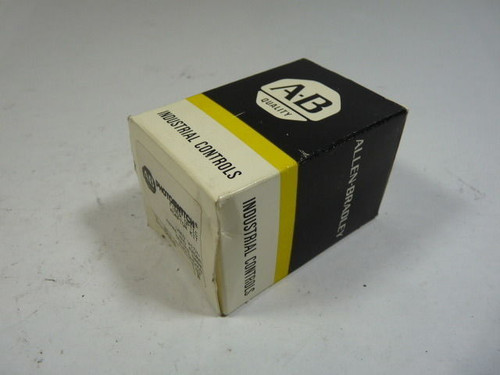 A-B
QUALITY
ALLEN-BRADLEY
INDUSTRIAL CONTROLS
INDUSTRIAL CONTROLS